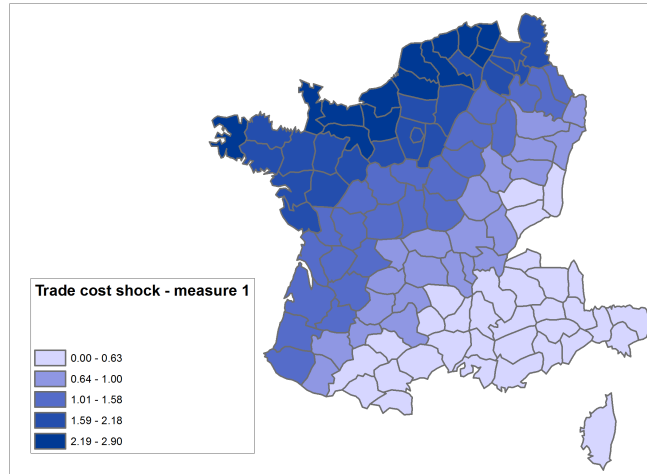 Trade cost shock - measure 1
0.00 - 0.63
0.64 - 1.00
1.01 - 1.58
1.59 - 2.18
2.19 - 2.90